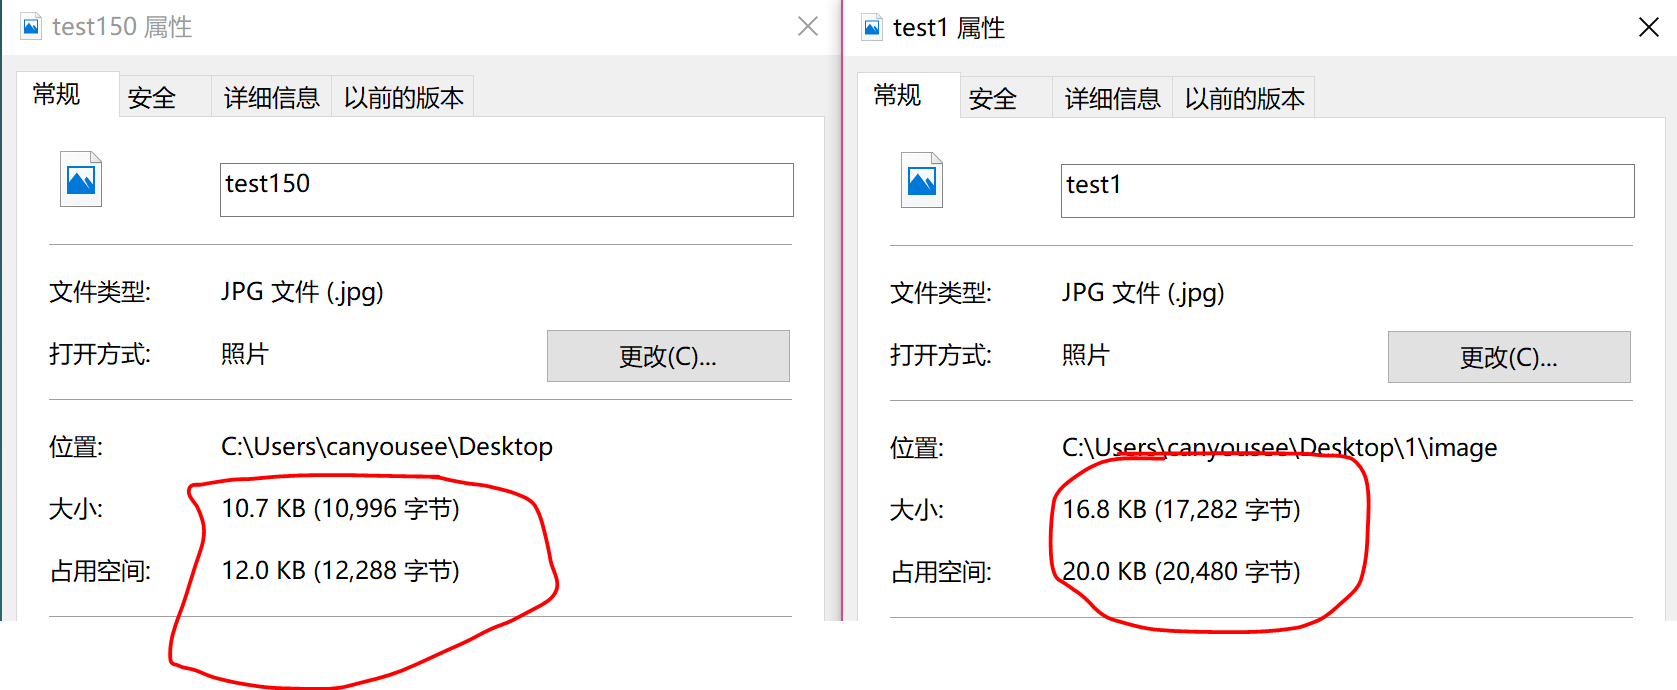 test150 属性
常规
安全
详细信息
以前的版本
test150
文件类型:
JPG 文件 (.jpg)
打开方式:
照片
更改(C)...
位置:
C:\Users\canyousee\Desktop
大小:
10.7 KB (10,996 字节)
占用空间:
12.0 KB (12,288 字节)
test1 属性
常规
安全
详细信息
以前的版本
test1
文件类型:
JPG 文件 (.jpg)
打开方式:
照片
更改(C)...
位置:
C:\Users\canyousee\Desktop\1\image
大小:
16.8 KB (17,282 字节)
占用空间:
20.0 KB (20,480 字节)